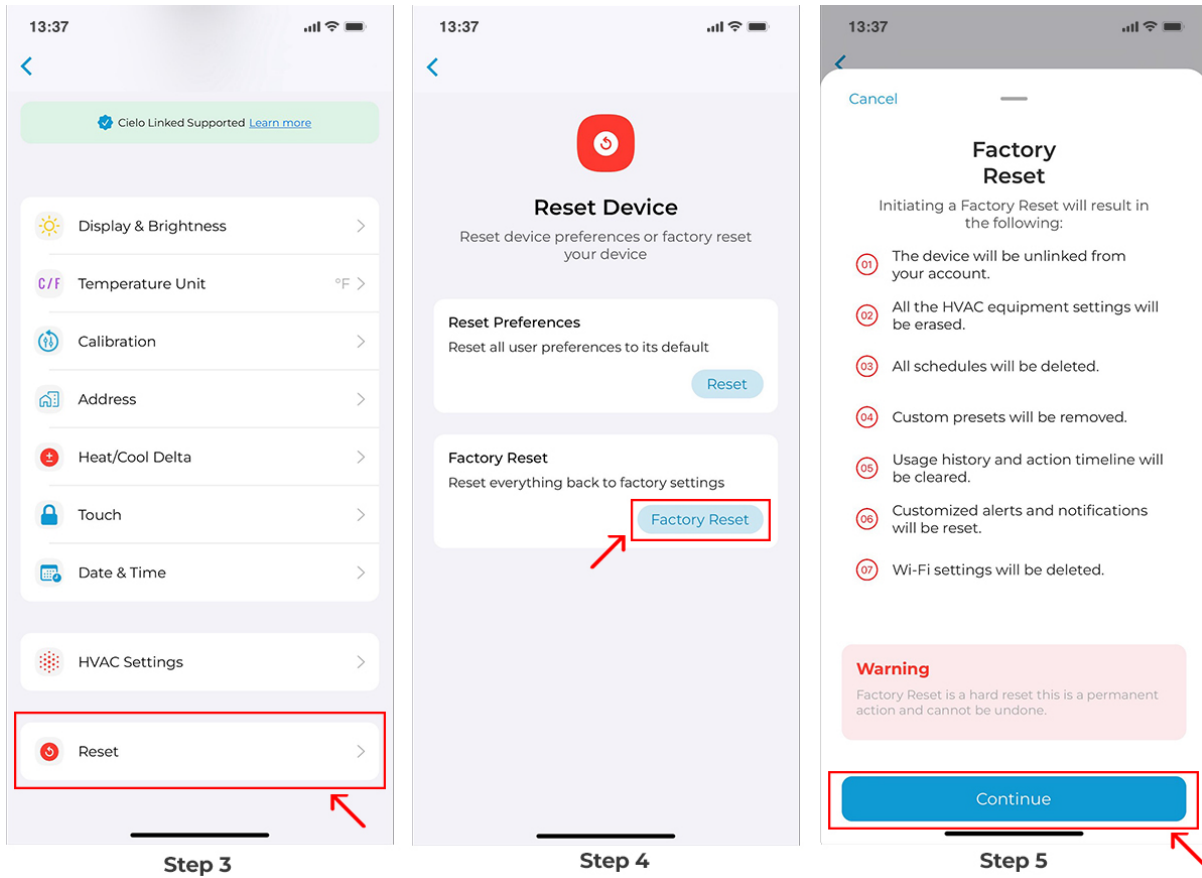 13:37
Cielo Linked Supported Learn more
Display & Brightness
C/F Temperature Unit °F
Calibration
Address
Heat/Cool Delta
Touch
Date & Time
HVAC Settings
Reset
Step 3
13:37
Reset Device
Reset device preferences or factory reset
your device
Reset Preferences
Reset all user preferences to its default
Reset
Factory Reset
Reset everything back to factory settings
Factory Reset
Step 4
13:37
Cancel
Factory
Reset
Initiating a Factory Reset will result in
the following:
01 The device will be unlinked from
your account.
02 All the HVAC equipment settings will
be erased.
03 All schedules will be deleted.
04 Custom presets will be removed.
05 Usage history and action timeline will
be cleared.
06 Customized alerts and notifications
will be reset.
07 Wi-Fi settings will be deleted.
Warning
Factory Reset is a hard reset this is a permanent
action and cannot be undone.
Continue
Step 5